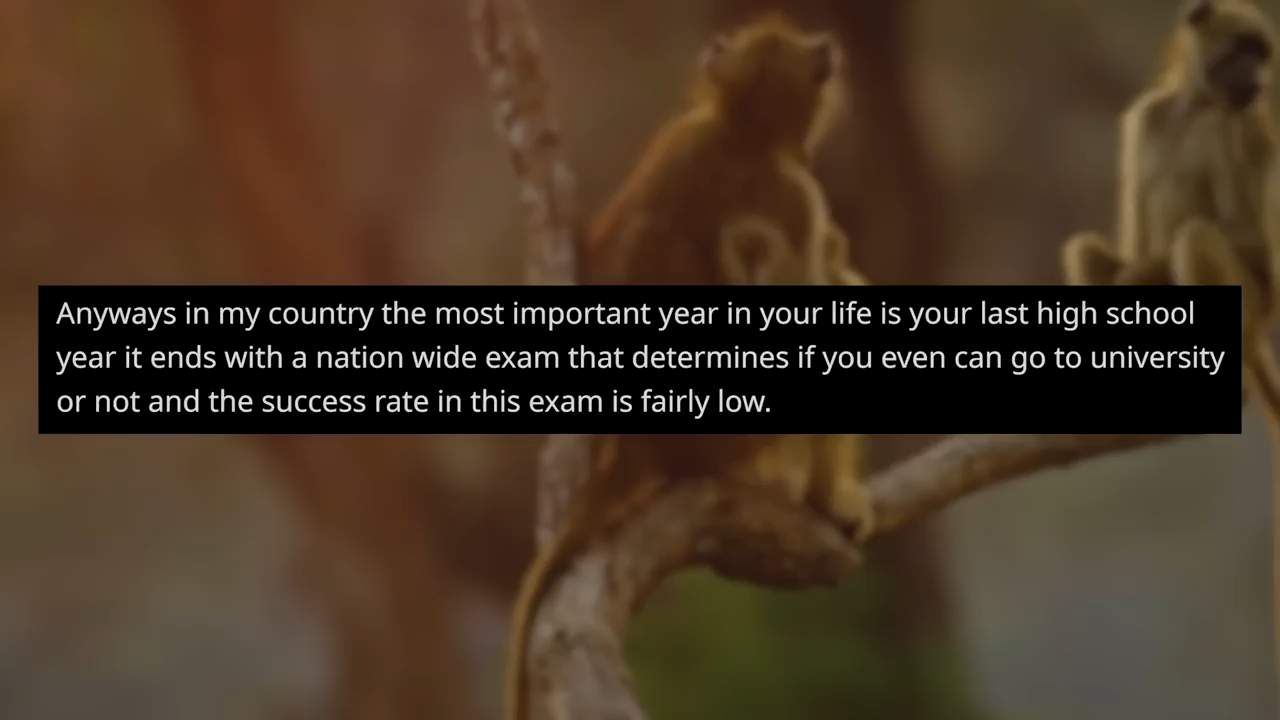 Anyways in my country the most important year in your life is your last high school
year it ends with a nation wide exam that determines if you even can go to university
or not and the success rate in this exam is fairly low.